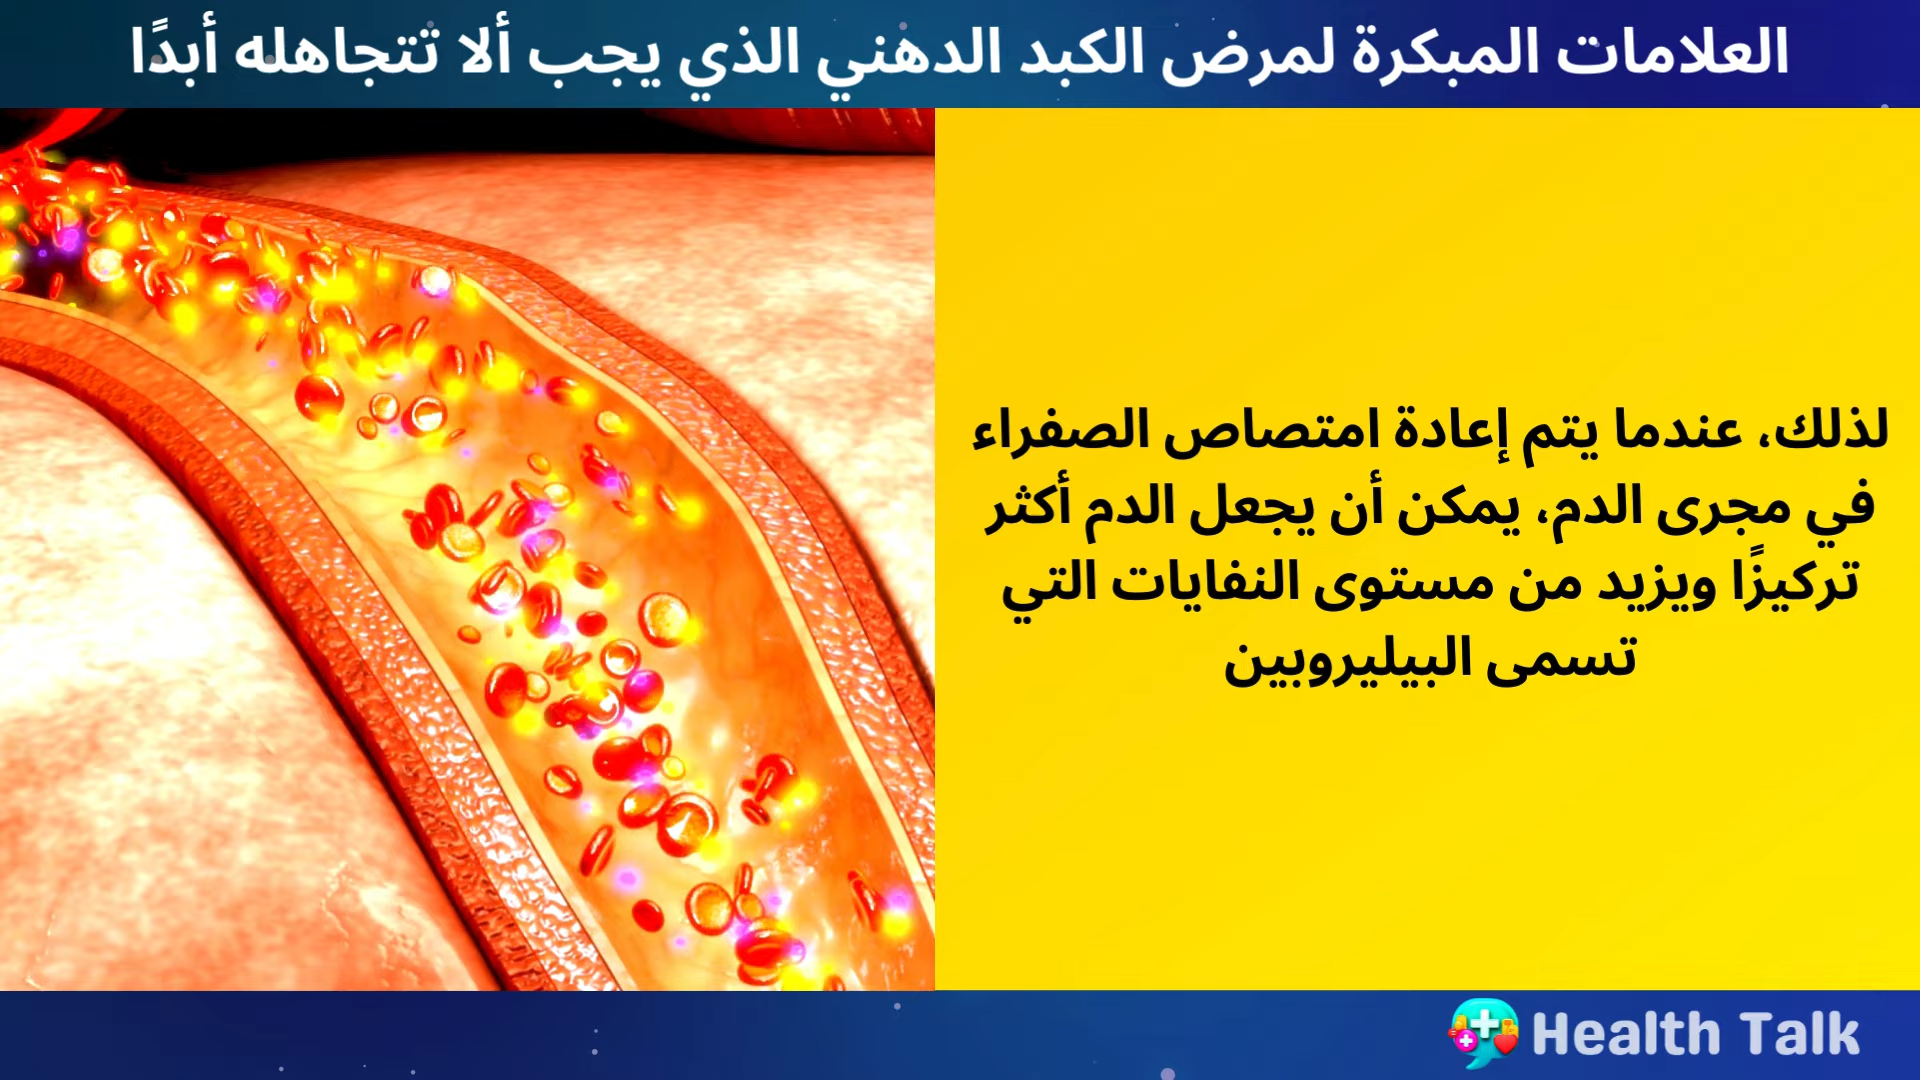 العلامات المبكرة لمرض الكبد الدهني الذي يجب ألا تتجاهله أبدًا
لذلك، عندما يتم إعادة امتصاص الصفراء
في مجرى الدم، يمكن أن يجعل الدم أكثر
تركيزًا ويزيد من مستوى النفايات التي
تسمى البيليروبين
Health Talk